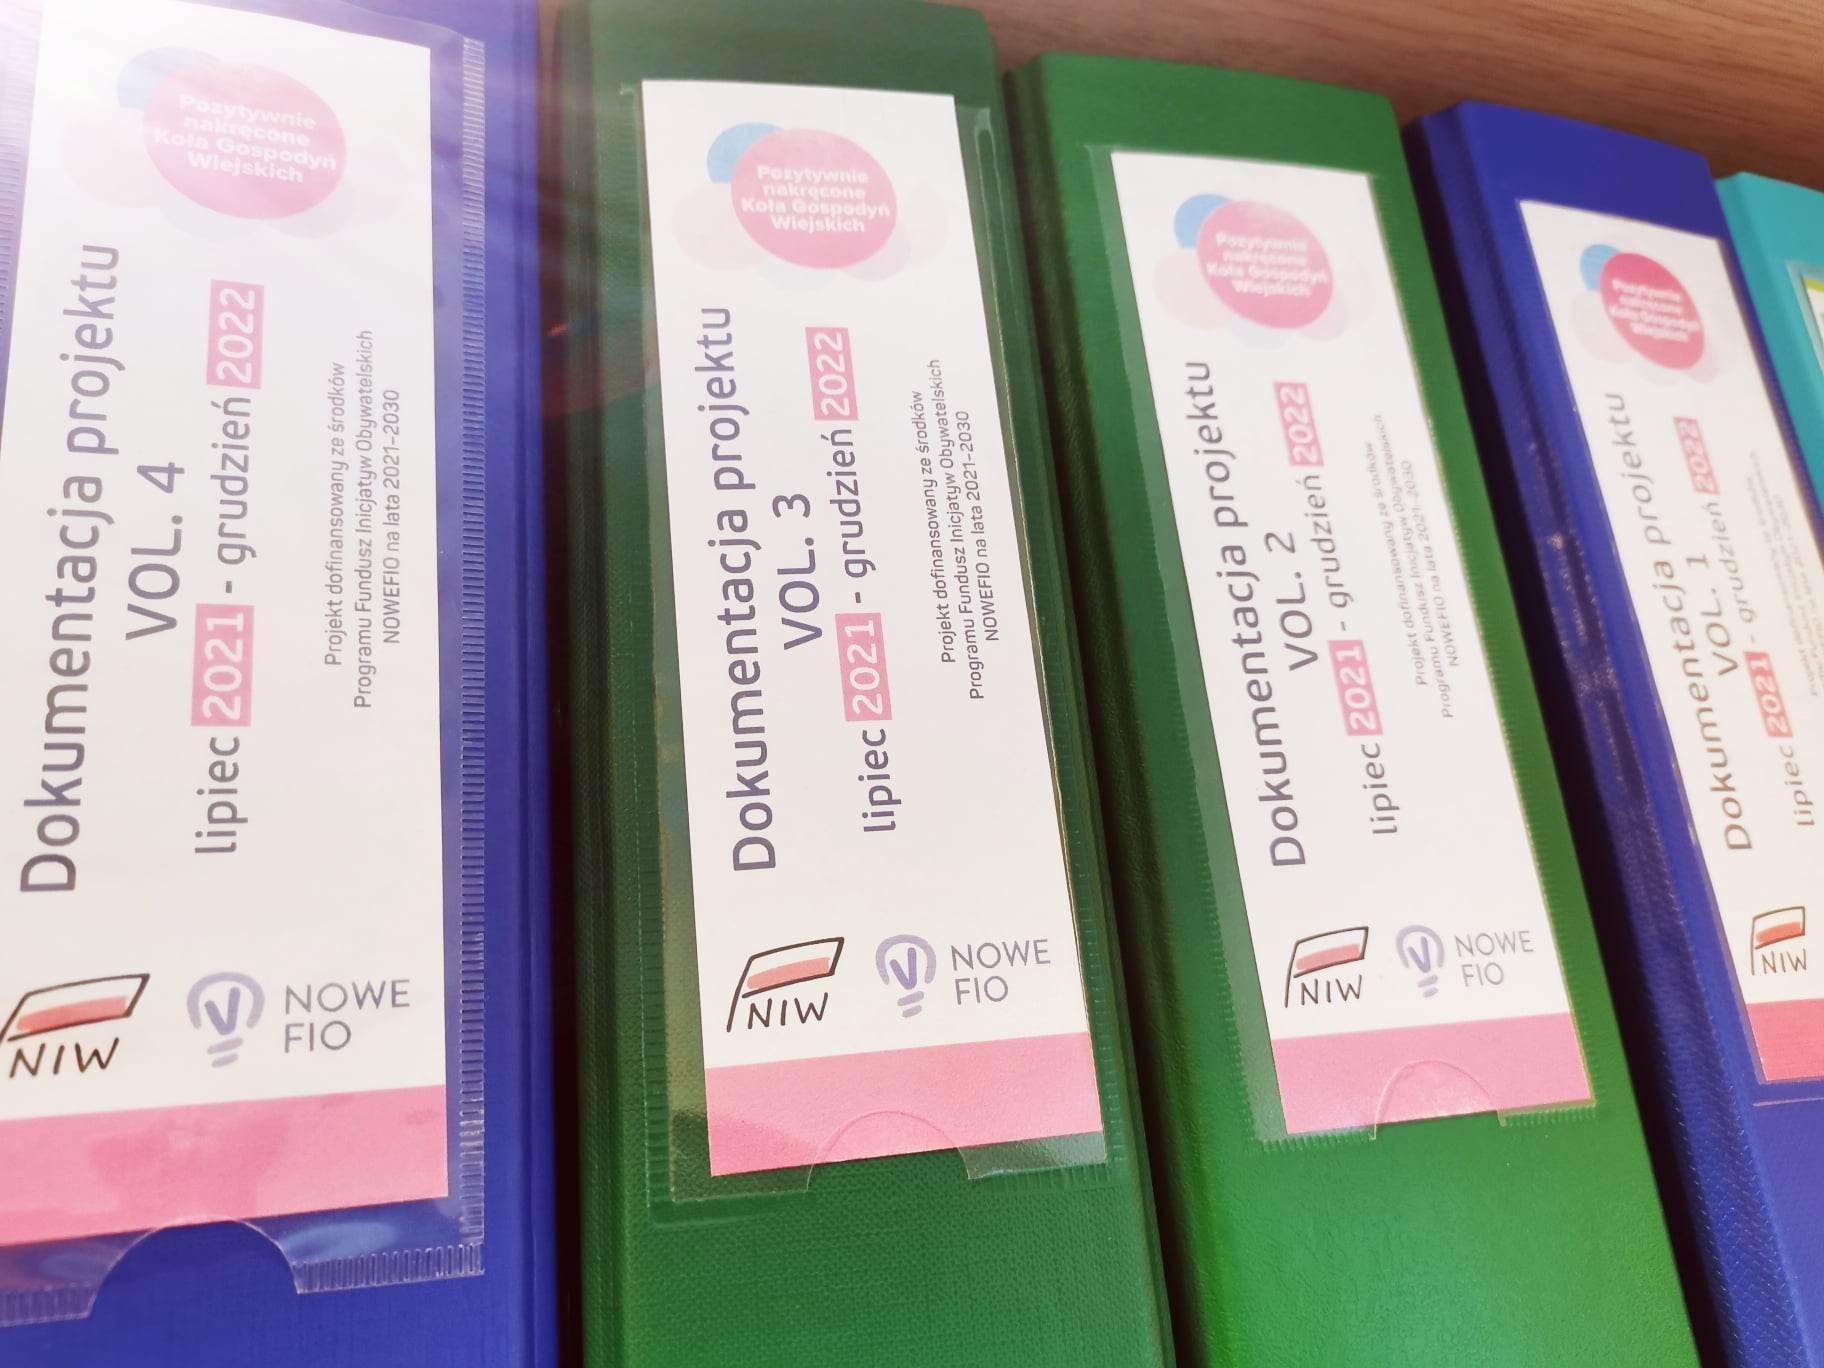 Pozytywnie
nakręcone
Koła Gospodyń
Wiejskich
Dokumentacja projektu
VOL. 4
lipiec 2021 - grudzień 2022
Projekt dofinansowany ze środków
Programu Fundusz Inicjatyw Obywatelskich
NOWEFIO na lata 2021-2030
NIW
NOWE
FIO
Pozytywnie
nakręcone
Koła Gospodyń
Wiejskich
Dokumentacja projektu
VOL. 3
lipiec 2021 - grudzień 2022
Projekt dofinansowany ze środków
Programu Fundusz Inicjatyw Obywatelskich
NOWEFIO na lata 2021-2030
NIW
NOWE
FIO
Pozytywnie
nakręcone
Koła Gospodyń
Wiejskich
Dokumentacja projektu
VOL. 2
lipiec 2021 - grudzień 2022
Projekt dofinansowany ze środków
Programu Fundusz Inicjatyw Obywatelskich
NOWEFIO na lata 2021-2030
NIW
NOWE
FIO
Pozytywnie
nakręcone
Koła Gospodyń
Wiejskich
Dokumentacja projektu
VOL. 1
lipiec 2021 - grudzień 2022
NIW